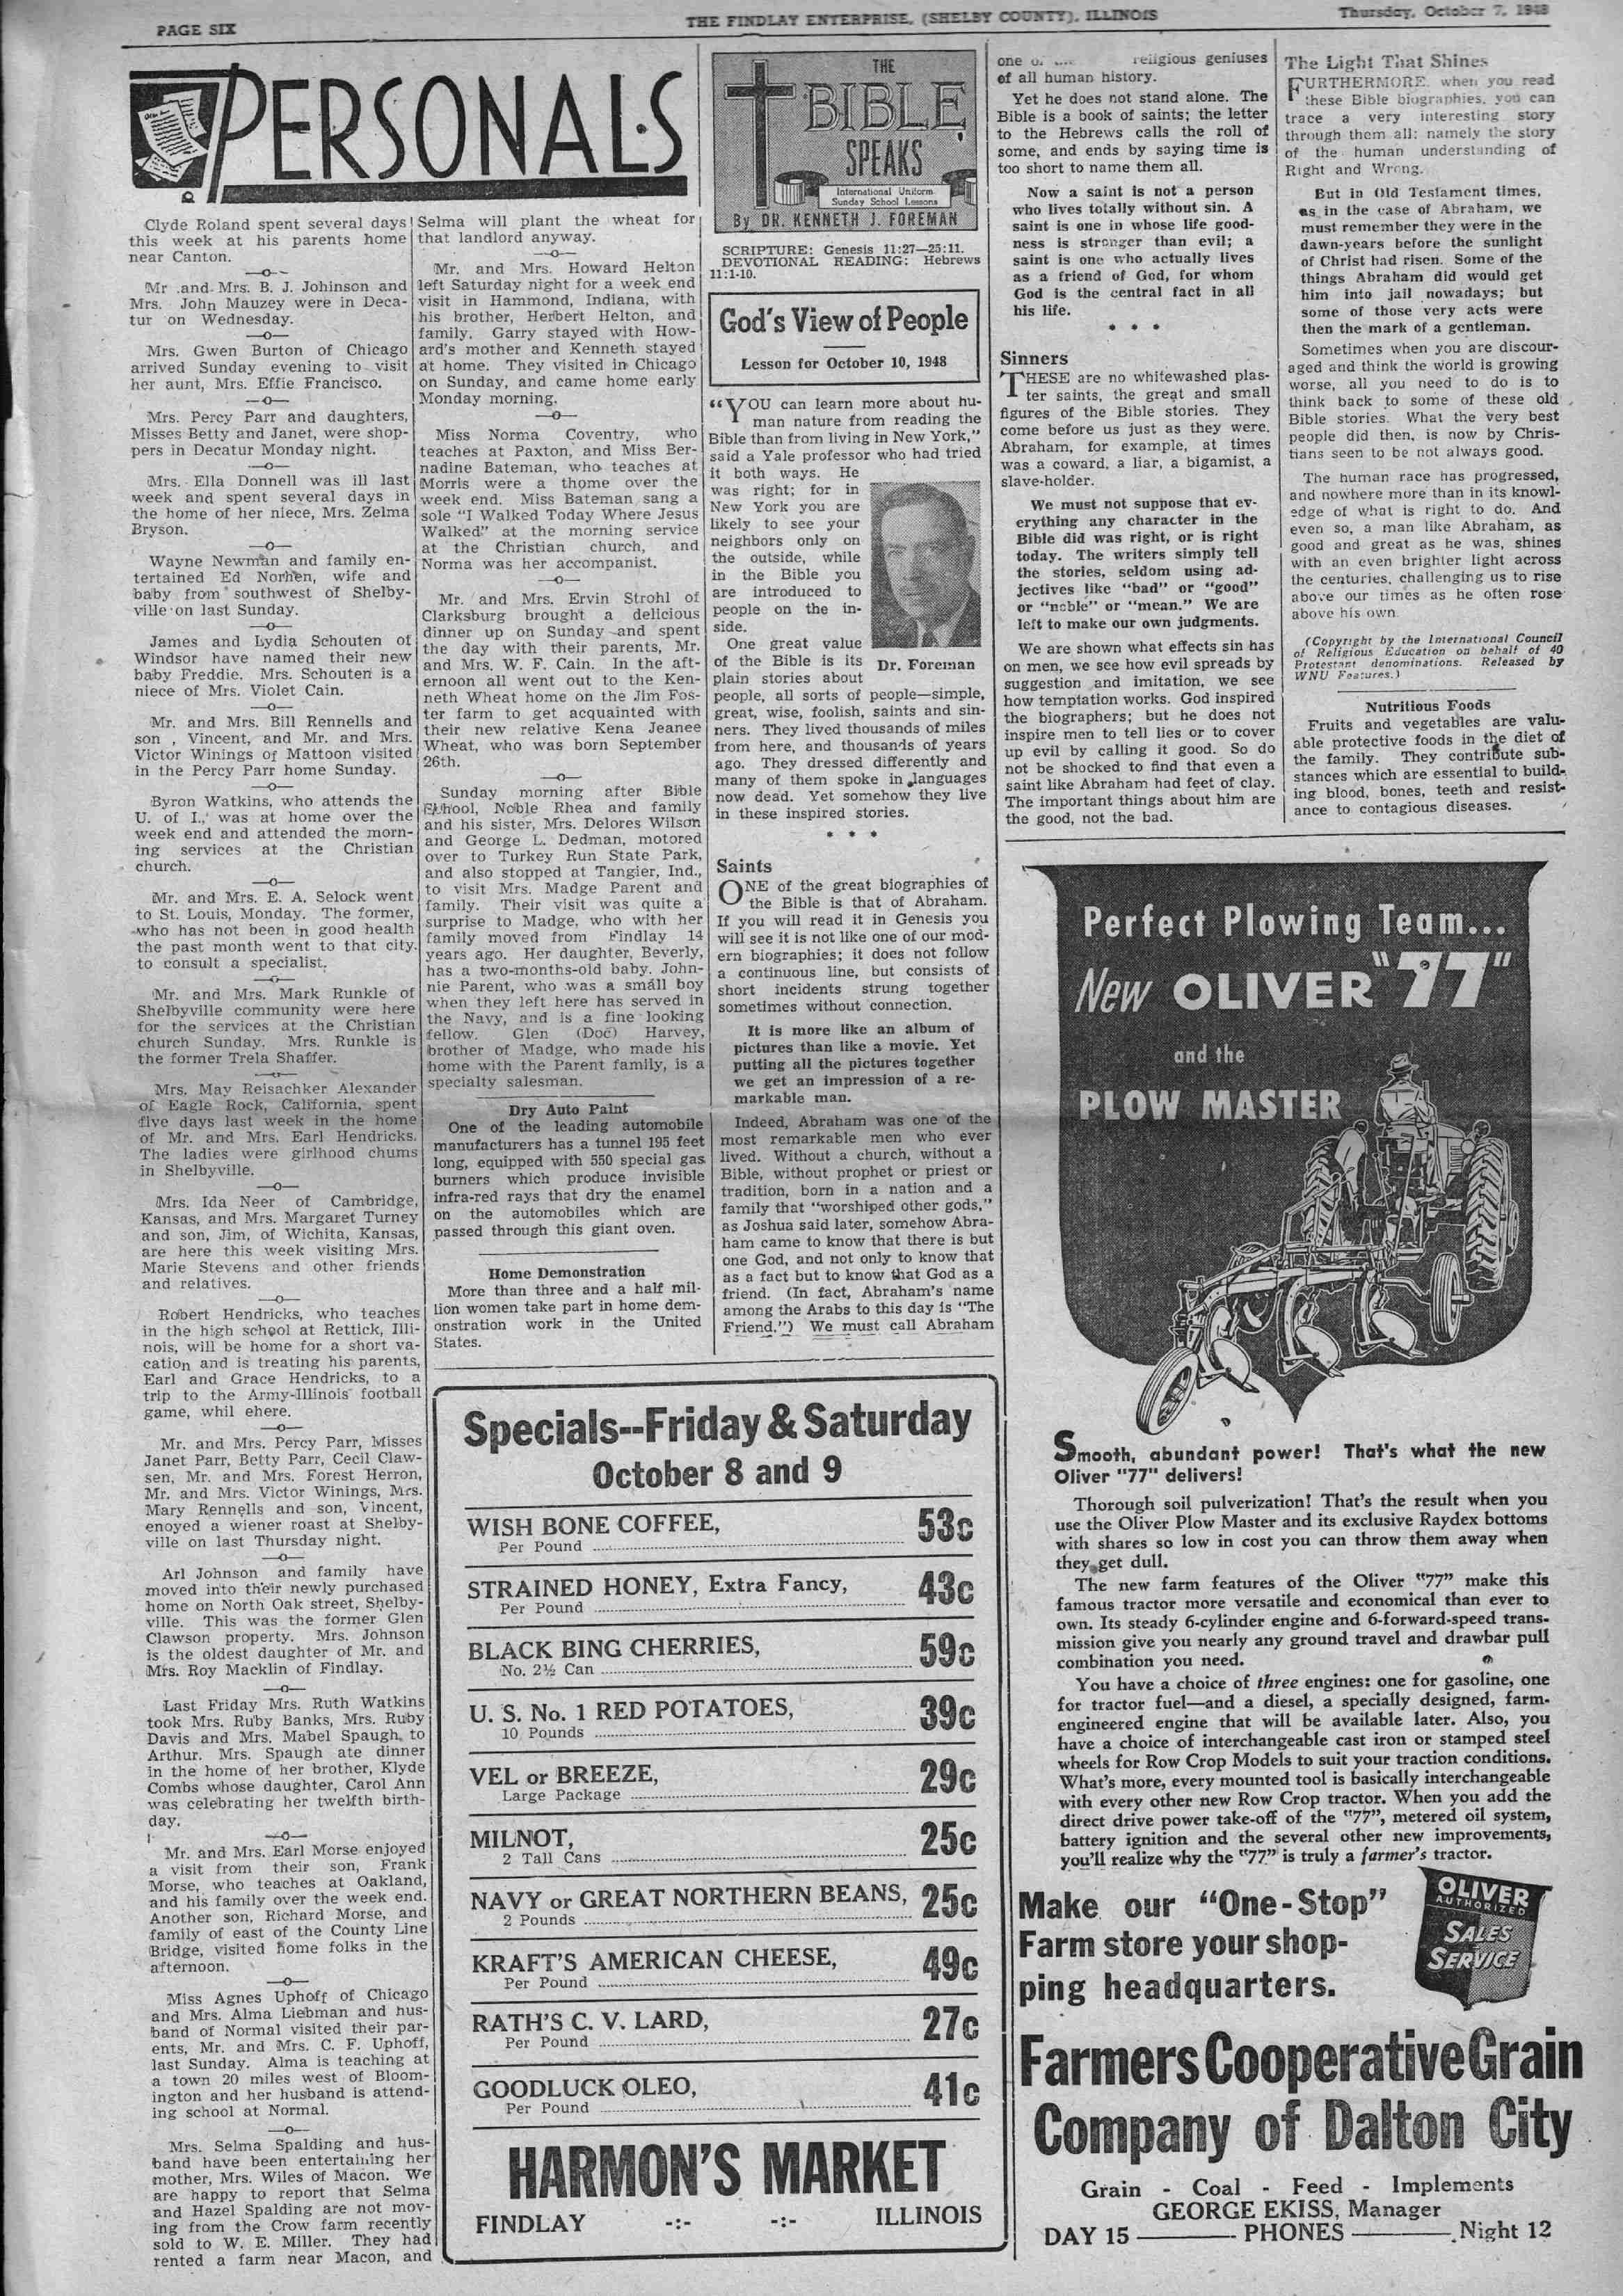 PAGE SIX
THE FINDLAY ENTERPRISE, (SHELBY COUNTY), ILLINOIS
Thursday, October 7, 1948
PERSONALS
Clyde Roland spent several days
this week at his parents home
near Canton.
—o—
Mr .and Mrs. B. J. Johinson and
Mrs. John Mauzey were in Deca-
tur on Wednesday.
—o—
Mrs. Gwen Burton of Chicago
arrived Sunday evening to visit
her aunt, Mrs. Effie Francisco.
—o—
Mrs. Percy Parr and daughters,
Misses Betty and Janet, were shop-
pers in Decatur Monday night.
—o—
Mrs. Ella Donnell was ill last
week and spent several days in
the home of her niece, Mrs. Zelma
Bryson.
—o—
Wayne Newman and family en-
tertained Ed Norhen, wife and
baby from southwest of Shelby-
ville on last Sunday.
—o—
James and Lydia Schouten of
Windsor have named their new
baby Freddie. Mrs. Schouten is a
niece of Mrs. Violet Cain.
—o—
Mr. and Mrs. Bill Rennells and
son , Vincent, and Mr. and Mrs.
Victor Winings of Mattoon visited
in the Percy Parr home Sunday.
—o—
Byron Watkins, who attends the
U. of I., was at home over the
week end and attended the morn-
ing services at the Christian
church.
—o—
Mr. and Mrs. E. A. Selock went
to St. Louis, Monday. The former,
who has not been in good health
the past month went to that city
to consult a specialist.
—o—
Mr. and Mrs. Mark Runkle of
Shelbyville community were here
for the services at the Christian
church Sunday. Mrs. Runkle is
the former Trela Shaffer.
—o—
Mrs. May Reisachker Alexander
of Eagle Rock, California, spent
five days last week in the home
of Mr. and Mrs. Earl Hendricks.
The ladies were girlhood chums
in Shelbyville.
—o—
Mrs. Ida Neer of Cambridge,
Kansas, and Mrs. Margaret Turney
and son, Jim, of Wichita, Kansas,
are here this week visiting Mrs.
Marie Stevens and other friends
and relatives.
—o—
Robert Hendricks, who teaches
in the high school at Rettick, Illi-
nois, will be home for a short va-
cation and is treating his parents,
Earl and Grace Hendricks, to a
trip to the Army-Illinois football
game, whil ehere.
—o—
Mr. and Mrs. Percy Parr, Misses
Janet Parr, Betty Parr, Cecil Claw-
sen, Mr. and Mrs. Forest Herron,
Mr. and Mrs. Victor Winings, Mrs.
Mary Rennells and son, Vincent,
enoyed a wiener roast at Shelby-
ville on last Thursday night.
—o—
Arl Johnson and family have
moved into their newly purchased
home on North Oak street, Shelby-
ville. This was the former Glen
Clawson property. Mrs. Johnson
is the oldest daughter of Mr. and
Mrs. Roy Macklin of Findlay.
—o—
Last Friday Mrs. Ruth Watkins
took Mrs. Ruby Banks, Mrs. Ruby
Davis and Mrs. Mabel Spaugh, to
Arthur. Mrs. Spaugh ate dinner
in the home of her brother, Klyde
Combs whose daughter, Carol Ann
was celebrating her twelfth birth-
day.
—o—
Mr. and Mrs. Earl Morse enjoyed
a visit from their son, Frank
Morse, who teaches at Oakland,
and his family over the week end.
Another son, Richard Morse, and
family of east of the County Line
Bridge, visited home folks in the
afternoon.
—o—
Miss Agnes Uphoff of Chicago
and Mrs. Alma Liebman and hus-
band of Normal visited their par-
ents, Mr. and Mrs. C. F. Uphoff,
last Sunday. Alma is teaching at
a town 20 miles west of Bloom-
ington and her husband is attend-
ing school at Normal.
—o—
Mrs. Selma Spalding and hus-
band have been entertaining her
mother, Mrs. Wiles of Macon. We
are happy to report that Selma
and Hazel Spalding are not mov-
ing from the Crow farm recently
sold to W. E. Miller. They had
rented a farm near Macon, and
Selma will plant the wheat for
that landlord anyway.
—o—
Mr. and Mrs. Howard Helton
left Saturday night for a week end
visit in Hammond, Indiana, with
his brother, Herbert Helton, and
family. Garry stayed with How-
ard's mother and Kenneth stayed
at home. They visited in Chicago
on Sunday, and came home early
Monday morning.
—o—
Miss Norma Coventry, who
teaches at Paxton, and Miss Ber-
nadine Bateman, who teaches at
Morris were a thome over the
week end. Miss Bateman sang a
sole "I Walked Today Where Jesus
Walked" at the morning service
at the Christian church, and
Norma was her accompanist.
—o—
Mr. and Mrs. Ervin Strohl of
Clarksburg brought a delicious
dinner up on Sunday and spent
the day with their parents, Mr.
and Mrs. W. F. Cain. In the aft-
ernoon all went out to the Ken-
neth Wheat home on the Jim Fos-
ter farm to get acquainted with
their new relative Kena Jeanee
Wheat, who was born September
26th.
—o—
Sunday morning after Bible
School, Noble Rhea and family
and his sister, Mrs. Delores Wilson
and George L. Dedman, motored
over to Turkey Run State Park,
and also stopped at Tangier, Ind.,
to visit Mrs. Madge Parent and
family. Their visit was quite a
surprise to Madge, who with her
family moved from Findlay 14
years ago. Her daughter, Beverly,
has a two-months-old baby. John-
nie Parent, who was a small boy
when they left here has served in
the Navy, and is a fine looking
fellow. Glen (Doc) Harvey,
brother of Madge, who made his
home with the Parent family, is a
specialty salesman.
Dry Auto Paint
One of the leading automobile
manufacturers has a tunnel 195 feet
long, equipped with 550 special gas
burners which produce invisible
infra-red rays that dry the enamel
on the automobiles which are
passed through this giant oven.
Home Demonstration
More than three and a half mil-
lion women take part in home dem-
onstration work in the United
States.
THE
BIBLE
SPEAKS
International Uniform
Sunday School Lessons
By DR. KENNETH J. FOREMAN
SCRIPTURE: Genesis 11:27—25:11.
DEVOTIONAL READING: Hebrews
11:1-10.
God's View of People
Lesson for October 10, 1948
"YOU can learn more about hu-
man nature from reading the
Bible than from living in New York,"
said a Yale professor who had tried
it both ways. He
was right; for in
New York you are
likely to see your
neighbors only on
the outside, while
in the Bible you
are introduced to
people on the in-
side.
One great value
of the Bible is its
plain stories about
Dr. Foreman
people, all sorts of people—simple,
great, wise, foolish, saints and sin-
ners. They lived thousands of miles
from here, and thousands of years
ago. They dressed differently and
many of them spoke in languages
now dead. Yet somehow they live
in these inspired stories.
* * *
Saints
ONE of the great biographies of
the Bible is that of Abraham.
If you will read it in Genesis you
will see it is not like one of our mod-
ern biographies; it does not follow
a continuous line, but consists of
short incidents strung together
sometimes without connection.
It is more like an album of
pictures than like a movie. Yet
putting all the pictures together
we get an impression of a re-
markable man.
Indeed, Abraham was one of the
most remarkable men who ever
lived. Without a church, without a
Bible, without prophet or priest or
tradition, born in a nation and a
family that "worshiped other gods,"
as Joshua said later, somehow Abra-
ham came to know that there is but
one God, and not only to know that
as a fact but to know that God as a
friend. (In fact, Abraham's name
among the Arabs to this day is "The
Friend.") We must call Abraham
one religious geniuses
of all human history.
Yet he does not stand alone. The
Bible is a book of saints; the letter
to the Hebrews calls the roll of
some, and ends by saying time is
too short to name them all.
Now a saint is not a person
who lives totally without sin. A
saint is one in whose life good-
ness is stronger than evil; a
saint is one who actually lives
as a friend of God, for whom
God is the central fact in all
his life.
* * *
Sinners
THESE are no whitewashed plas-
ter saints, the great and small
figures of the Bible stories. They
come before us just as they were.
Abraham, for example, at times
was a coward, a liar, a bigamist, a
slave-holder.
We must not suppose that ev-
erything any character in the
Bible did was right, or is right
today. The writers simply tell
the stories, seldom using ad-
jectives like "bad" or "good"
or "noble" or "mean." We are
left to make our own judgments.
We are shown what effects sin has
on men, we see how evil spreads by
suggestion and imitation, we see
how temptation works. God inspired
the biographers; but he does not
inspire men to tell lies or to cover
up evil by calling it good. So do
not be shocked to find that even a
saint like Abraham had feet of clay.
The important things about him are
the good, not the bad.
The Light That Shines
FURTHERMORE, when you read
these Bible biographies, you can
trace a very interesting story
through them all; namely the story
of the human understanding of
Right and Wrong.
But in Old Testament times,
as in the case of Abraham, we
must remember they were in the
dawn-years before the sunlight
of Christ had risen. Some of the
things Abraham did would get
him into jail nowadays; but
some of those very acts were
then the mark of a gentleman.
Sometimes when you are discour-
aged and think the world is growing
worse, all you need to do is to
think back to some of these old
Bible stories. What the very best
people did then, is now by Chris-
tians seen to be not always good.
The human race has progressed,
and nowhere more than in its knowl-
edge of what is right to do. And
even so, a man like Abraham, as
good and great as he was, shines
with an even brighter light across
the centuries, challenging us to rise
above our times as he often rose
above his own.
(Copyright by the International Council
of Religious Education on behalf of 40
Protestant denominations. Released by
WNU Features.)
Nutritious Foods
Fruits and vegetables are valu-
able protective foods in the diet of
the family. They contribute sub-
stances which are essential to build-
ing blood, bones, teeth and resist-
ance to contagious diseases.
Specials--Friday & Saturday
October 8 and 9
WISH BONE COFFEE,
Per Pound 53c
STRAINED HONEY, Extra Fancy,
Per Pound 43c
BLACK BING CHERRIES,
No. 2½ Can 59c
U. S. No. 1 RED POTATOES,
10 Pounds 39c
VEL or BREEZE,
Large Package 29c
MILNOT,
2 Tall Cans 25c
NAVY or GREAT NORTHERN BEANS,
2 Pounds 25c
KRAFT'S AMERICAN CHEESE,
Per Pound 49c
RATH'S C. V. LARD,
Per Pound 27c
GOODLUCK OLEO,
Per Pound 41c
HARMON'S MARKET
FINDLAY -:- -:- ILLINOIS
Perfect Plowing Team...
New OLIVER "77"
and the
PLOW MASTER
Smooth, abundant power! That's what the new
Oliver "77" delivers!
Thorough soil pulverization! That's the result when you
use the Oliver Plow Master and its exclusive Raydex bottoms
with shares so low in cost you can throw them away when
they get dull.
The new farm features of the Oliver "77" make this
famous tractor more versatile and economical than ever to
own. Its steady 6-cylinder engine and 6-forward-speed trans-
mission give you nearly any ground travel and drawbar pull
combination you need.
You have a choice of three engines: one for gasoline, one
for tractor fuel—and a diesel, a specially designed, farm-
engineered engine that will be available later. Also, you
have a choice of interchangeable cast iron or stamped steel
wheels for Row Crop Models to suit your traction conditions.
What's more, every mounted tool is basically interchangeable
with every other new Row Crop tractor. When you add the
direct drive power take-off of the "77", metered oil system,
battery ignition and the several other new improvements,
you'll realize why the "77" is truly a farmer's tractor.
Make our "One-Stop"
Farm store your shop-
ping headquarters.
OLIVER
AUTHORIZED
SALES
SERVICE
Farmers Cooperative Grain
Company of Dalton City
Grain - Coal - Feed - Implements
GEORGE EKISS, Manager
DAY 15 ——— PHONES ——— Night 12